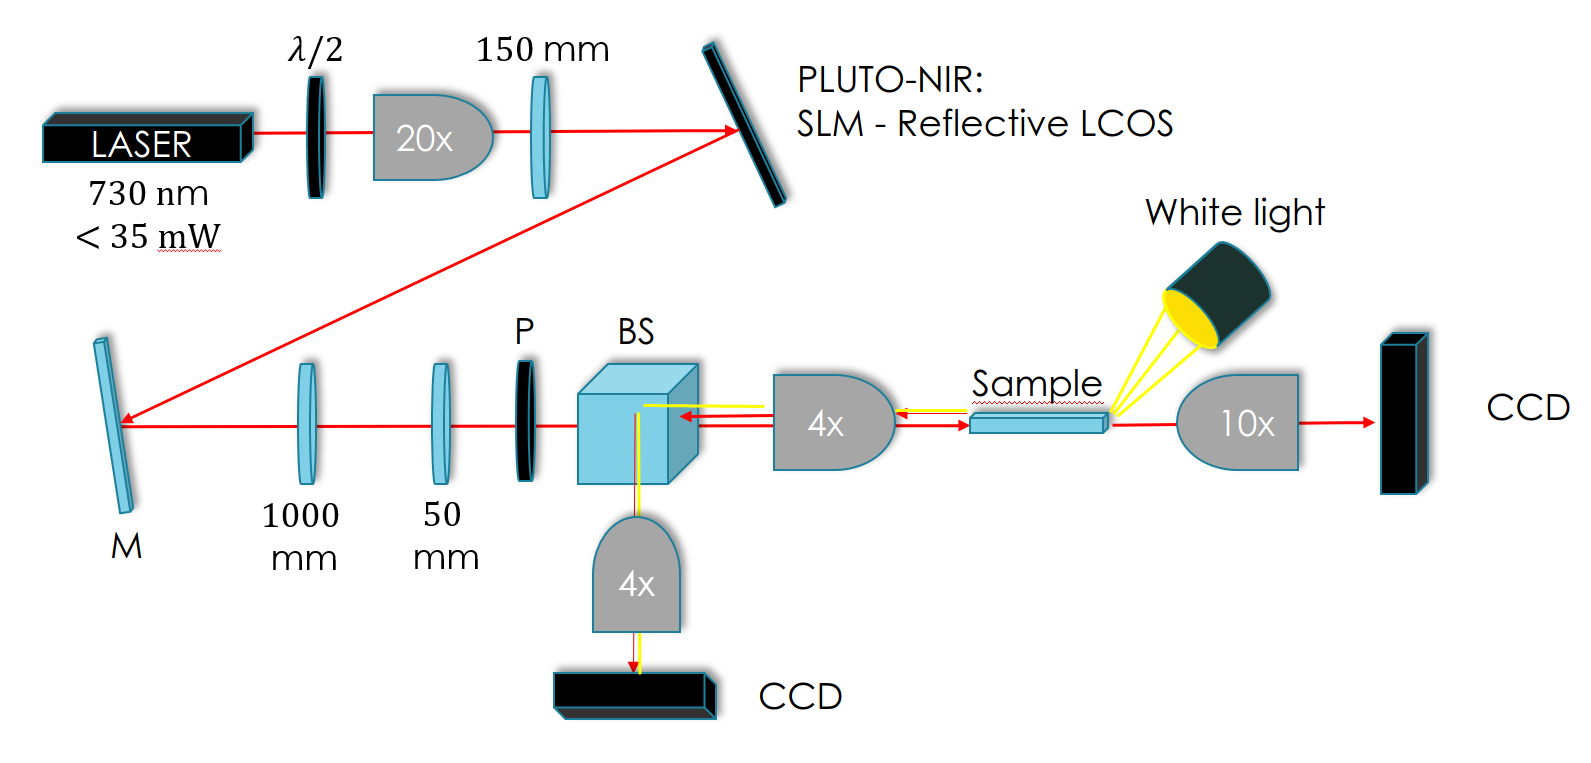 λ/2
150 mm
PLUTO-NIR:
SLM - Reflective LCOS
LASER
20x
730 nm
< 35 mW
White light
P
BS
Sample
4x
10x
CCD
1000
mm
50
mm
M
4x
CCD